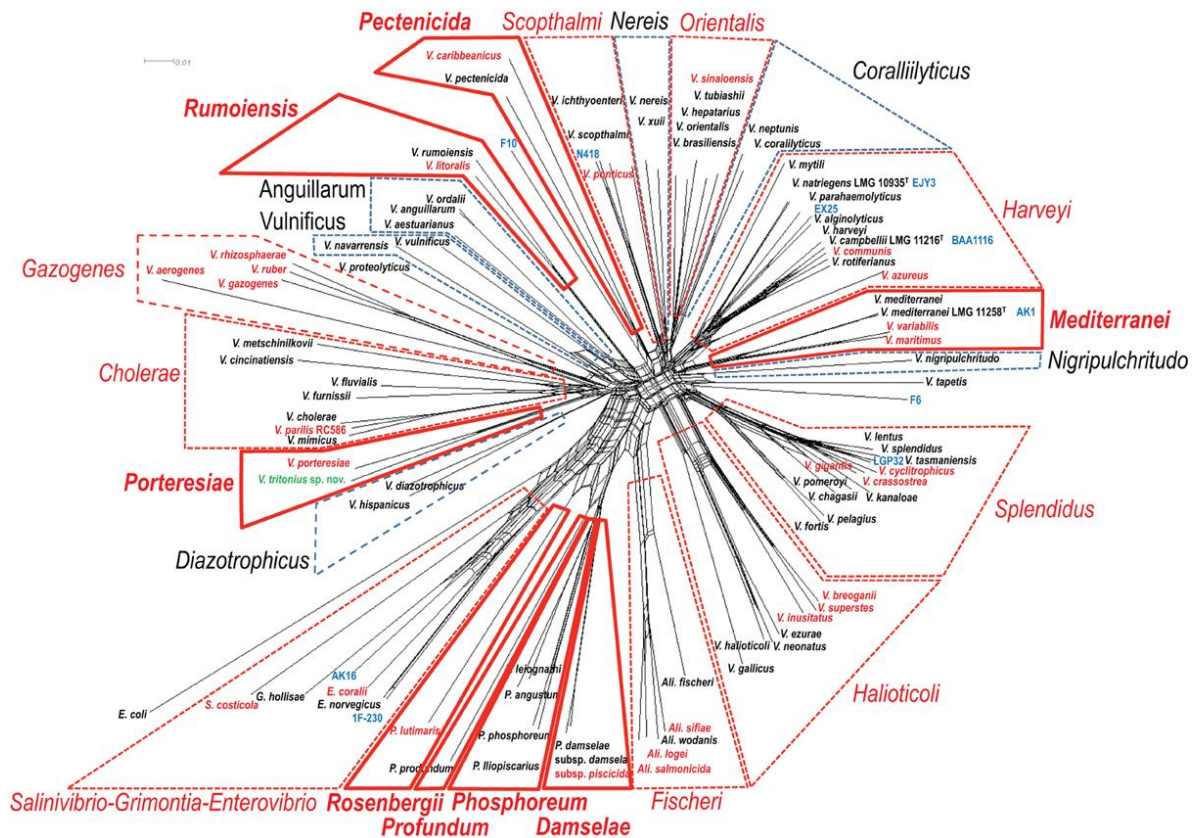 Pectenicida
Scopthalmi
Nereis
Orientalis
0.01
V. caribbeanicus
V. pectenicida
Coralliilyticus
V. sinaloensis
V. tubiashii
V. hepatarius
V. orientalis
V. brasiliensis
V. ichthyoenteri
V. nereis
V. xuii
V. scopthalmi
N418
V. ponticus
V. neptunis
V. coralilyticus
Rumoiensis
F10
V. rumoiensis
V. litoralis
V. mytili
V. natriegens LMG 10935T EJY3
V. parahaemolyticus
EX25
V. alginolyticus
V. harveyi
V. campbellii LMG 11216T BAA1116
V. communis
V. rotiferianus
V. azureus
Harveyi
Anguillarum
Vulnificus
V. ordalii
V. anguillarum
V. aestuarianus
V. navarrensis
V. vulnificus
V. proteolyticus
Gazogenes
V. rhizosphaerae
V. aerogenes
V. ruber
V. gazogenes
V. mediterranei
V. mediterranei LMG 11258T AK1
V. variabilis
V. maritimus
Mediterranei
V. metschinilkovii
V. cincinatiensis
Cholerae
V. fluvialis
V. furnissii
V. cholerae
V. parilis RC586
V. mimicus
V. nigripulchritudo
Nigripulchritudo
V. tapetis
F6
V. porteresiae
V. tritonius sp. nov.
Porteresiae
V. diazotrophicus
V. hispanicus
Diazotrophicus
V. lentus
V. splendidus
LGP32
V. tasmaniensis
V. gigantis
V. cyclitrophicus
V. pomeroyi
V. crassostrea
V. chagasii
V. kanaloae
V. pelagius
V. fortis
Splendidus
V. breoganii
V. superstes
V. inusitatus
V. ezurae
V. halioticoli
V. neonatus
V. gallicus
Halioticoli
E. coli
S. costicola
G. hollisae
AK16
E. coralii
E. norvegicus
1F-230
P. lutimaris
P. profundum
leiognathi
P. angustum
P. phosphoreum
P. lliopiscarius
P. damselae
subsp. damsela
subsp. piscicida
Ali. fischeri
Ali. sifiae
Ali. wodanis
Ali. logei
Ali. salmonicida
Salinivibrio-Grimontia-Enterovibrio
Rosenbergii
Profundum
Phosphoreum
Damselae
Fischeri